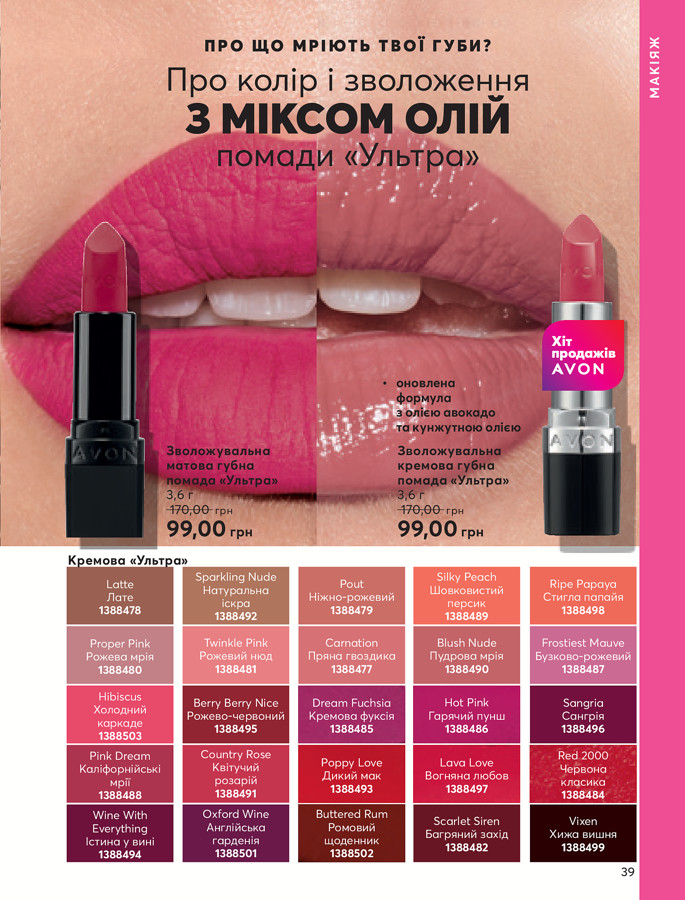 ПРО ЩО МРІЮТЬ ТВОЇ ГУБИ?
Про колір і зволоження
З МІКСОМ ОЛІЙ
помади «Ультра»
МАКІЯЖ
AVON
AVON
Хіт
продажів
AVON
• оновлена
формула
з олією авокадо
та кунжутною олією
AVON
Зволожувальна
матова губна
помада «Ультра»
3,6 г
170,00 грн
99,00 грн
Зволожувальна
кремова губна
помада «Ультра»
3,6 г
170,00 грн
99,00 грн
Кремова «Ультра»
Latte
Лате
1388478
Sparkling Nude
Натуральна
іскра
1388492
Pout
Ніжно-рожевий
1388479
Silky Peach
Шовковистий
персик
1388489
Ripe Papaya
Стигла папайя
1388498
Proper Pink
Рожева мрія
1388480
Twinkle Pink
Рожевий нюд
1388481
Carnation
Пряна гвоздика
1388477
Blush Nude
Пудрова мрія
1388490
Frostiest Mauve
Бузково-рожевий
1388487
Hibiscus
Холодний
каркаде
1388503
Berry Berry Nice
Рожево-червоний
1388495
Dream Fuchsia
Кремова фуксія
1388485
Hot Pink
Гарячий пунш
1388486
Sangria
Сангрія
1388496
Pink Dream
Каліфорнійські
мрії
1388488
Country Rose
Квітучий
розарій
1388491
Poppy Love
Дикий мак
1388493
Lava Love
Вогняна любов
1388497
Red 2000
Червона
класика
1388484
Wine With
Everything
Істина у вині
1388494
Oxford Wine
Англійська
гарденія
1388501
Buttered Rum
Ромовий
щоденник
1388502
Scarlet Siren
Багряний захід
1388482
Vixen
Хижа вишня
1388499
39